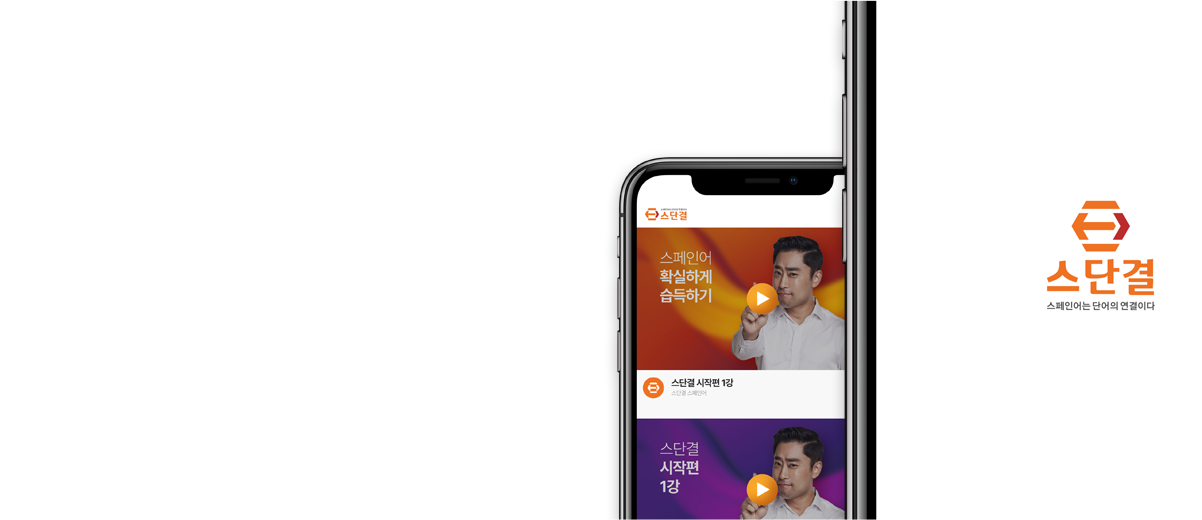 스단결
스페인어
확실하게
습득하기
스단결 시작편 1강
스단결 스페인어
스단결
시작편
1강
스단결
스페인어는 단어의 연결이다